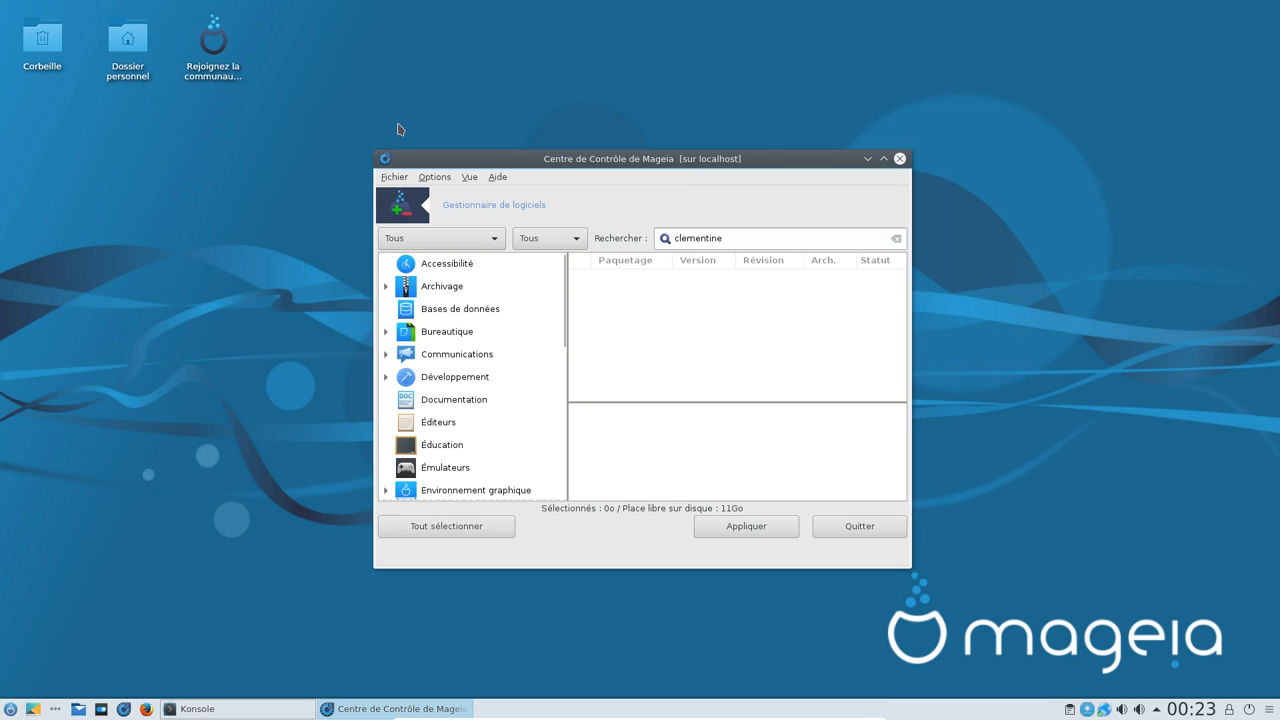 Corbeille
Dossier
personnel
Rejoignez la
communau...
Centre de Contrôle de Mageia [sur localhost]
Fichier Options Vue Aide
Gestionnaire de logiciels
Tous Tous Rechercher : clementine
Paquetage Version Révision Arch. Statut
Accessibilité
Archivage
Bases de données
Bureautique
Communications
Développement
Documentation
Éditeurs
Éducation
Émulateurs
Environnement graphique
Sélectionnés : 0o / Place libre sur disque : 11Go
Tout sélectionner Appliquer Quitter
mageia
Konsole Centre de Contrôle de Mageia 00:23